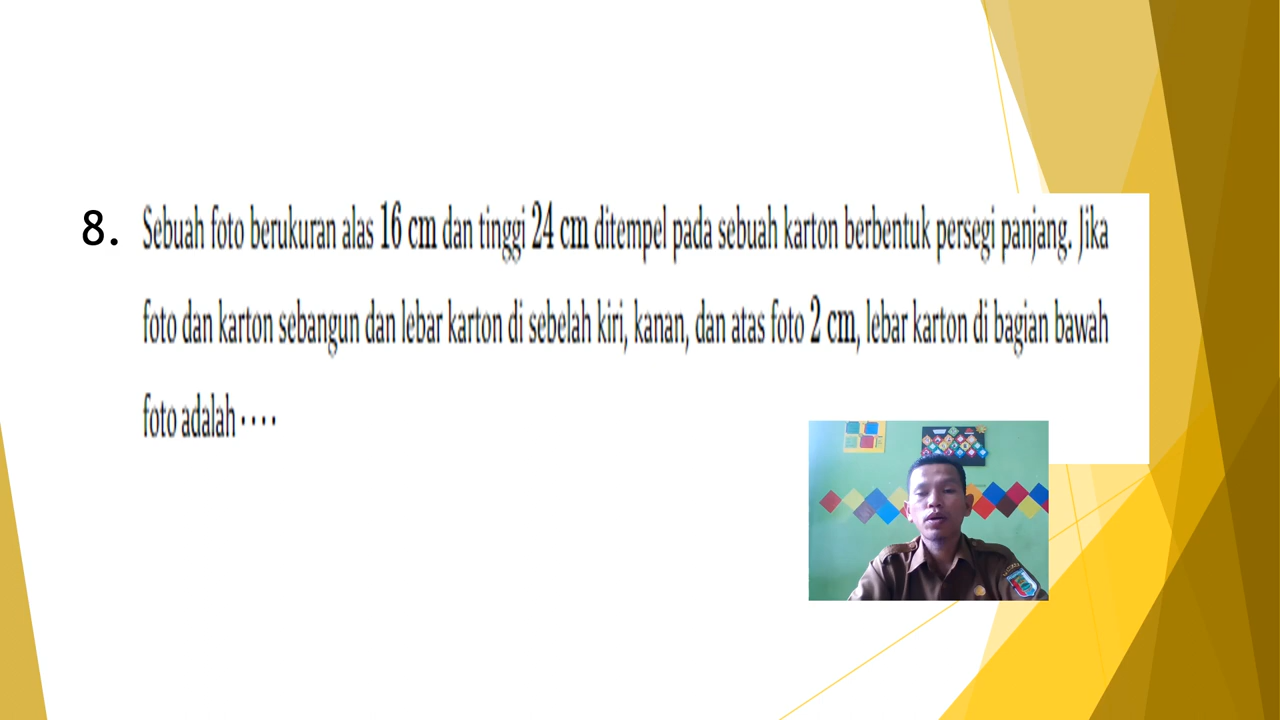 8. Sebuah foto berukuran alas 16 cm dan tinggi 24 cm ditempel pada sebuah karton berbentuk persegi panjang. Jika
foto dan karton sebangun dan lebar karton di sebelah kiri, kanan, dan atas foto 2 cm, lebar karton di bagian bawah
foto adalah ····